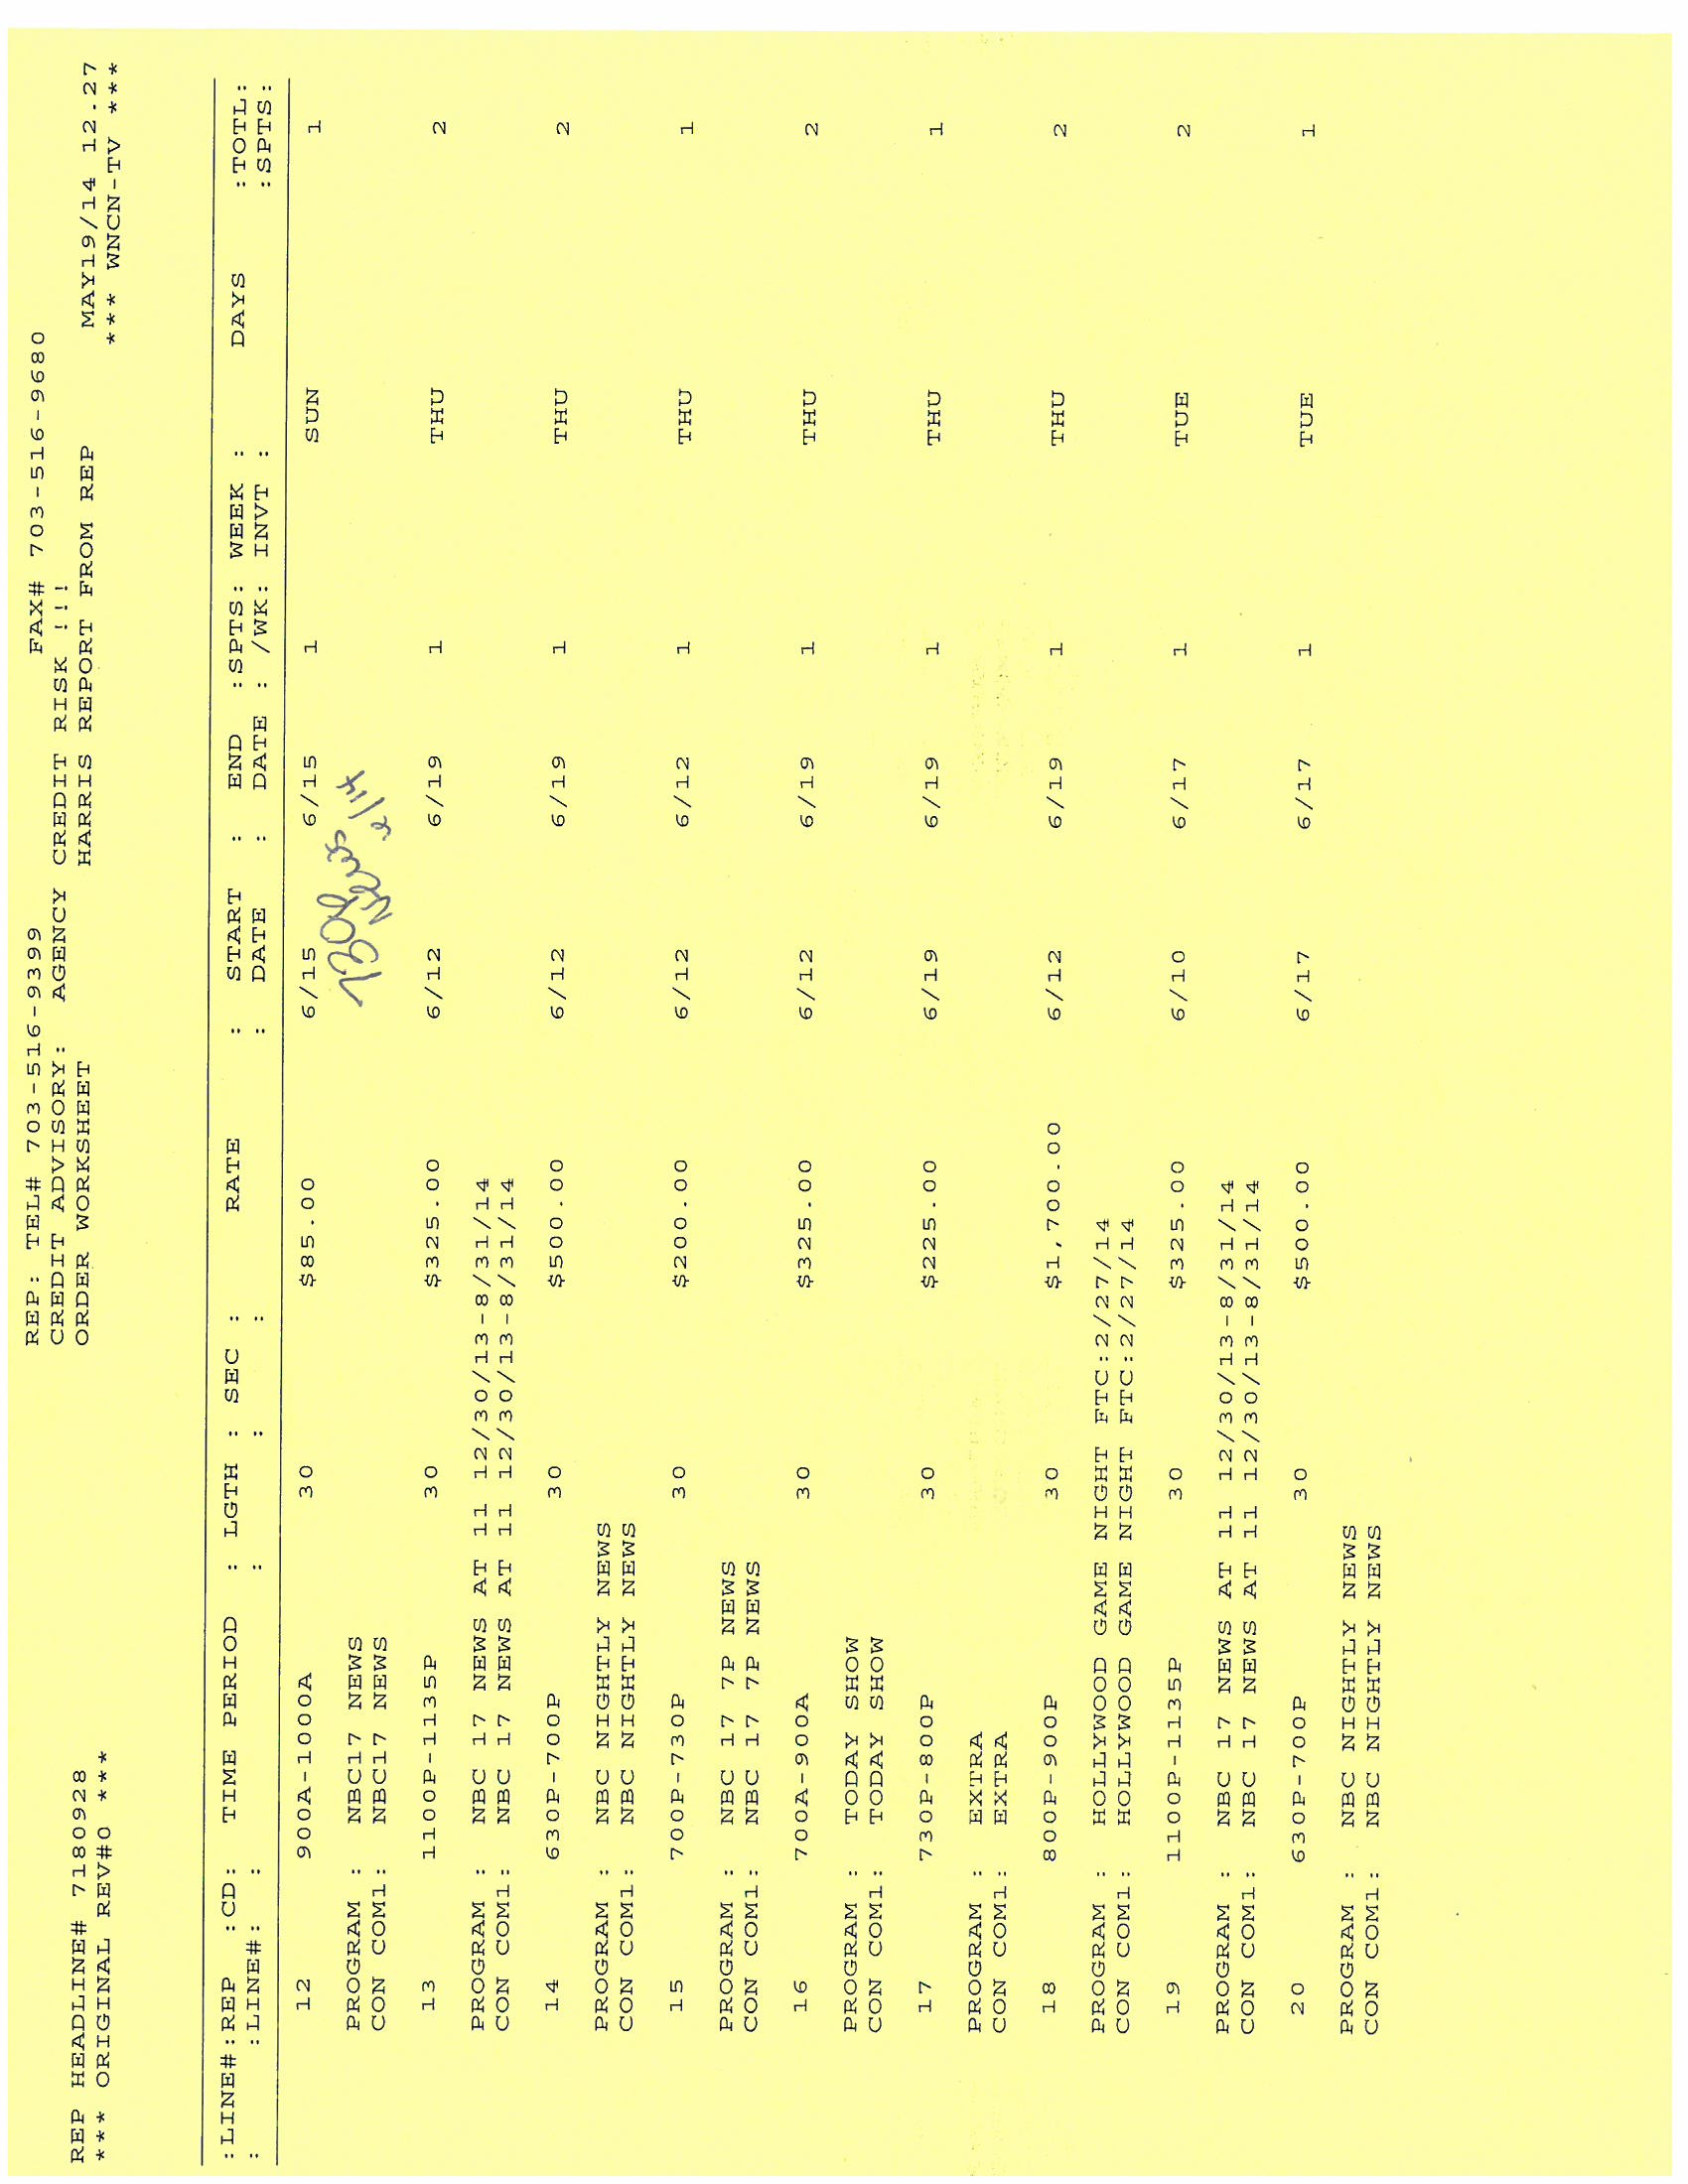 REP: TEL# 703-516-9399 FAX# 703-516-9680
CREDIT ADVISORY: AGENCY CREDIT RISK !!!
REP HEADLINE# 7180928 ORDER WORKSHEET HARRIS REPORT FROM REP MAY19/14 12.27
*** ORIGINAL REV#0 *** *** WNCN-TV ***
:LINE#:REP :CD: TIME PERIOD : LGTH : SEC : RATE : START : END :SPTS: WEEK : DAYS :TOTL:
: :LINE#: : : : : DATE : DATE : /WK: INVT : :SPTS:
12 900A-1000A 30 $85.00 6/15 6/15 1 SUN 1
730p
News 6/14
PROGRAM : NBC17 NEWS
CON COM1: NBC17 NEWS
13 1100P-1135P 30 $325.00 6/12 6/19 1 THU 2
PROGRAM : NBC 17 NEWS AT 11 12/30/13-8/31/14
CON COM1: NBC 17 NEWS AT 11 12/30/13-8/31/14
14 630P-700P 30 $500.00 6/12 6/19 1 THU 2
PROGRAM : NBC NIGHTLY NEWS
CON COM1: NBC NIGHTLY NEWS
15 700P-730P 30 $200.00 6/12 6/12 1 THU 1
PROGRAM : NBC 17 7P NEWS
CON COM1: NBC 17 7P NEWS
16 700A-900A 30 $325.00 6/12 6/19 1 THU 2
PROGRAM : TODAY SHOW
CON COM1: TODAY SHOW
17 730P-800P 30 $225.00 6/19 6/19 1 THU 1
PROGRAM : EXTRA
CON COM1: EXTRA
18 800P-900P 30 $1,700.00 6/12 6/19 1 THU 2
PROGRAM : HOLLYWOOD GAME NIGHT FTC:2/27/14
CON COM1: HOLLYWOOD GAME NIGHT FTC:2/27/14
19 1100P-1135P 30 $325.00 6/10 6/17 1 TUE 2
PROGRAM : NBC 17 NEWS AT 11 12/30/13-8/31/14
CON COM1: NBC 17 NEWS AT 11 12/30/13-8/31/14
20 630P-700P 30 $500.00 6/17 6/17 1 TUE 1
PROGRAM : NBC NIGHTLY NEWS
CON COM1: NBC NIGHTLY NEWS